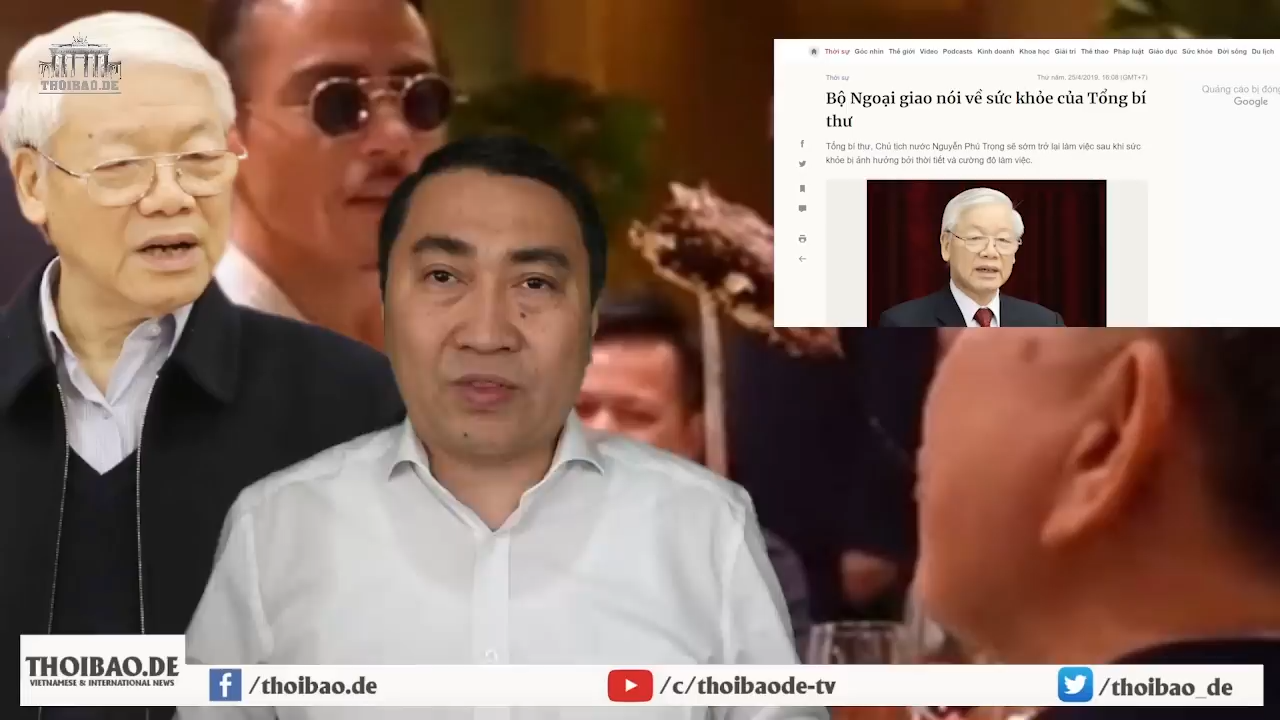 THOIBAO.DE
Thời sự Góc nhìn Thế giới Video Podcasts Kinh doanh Khoa học Giải trí Thể thao Pháp luật Giáo dục Sức khỏe Đời sống Du lịch
Thời sự
Thứ năm, 25/4/2019, 16:08 (GMT+7)
Bộ Ngoại giao nói về sức khỏe của Tổng bí
thư
Tổng bí thư, Chủ tịch nước Nguyễn Phú Trọng sẽ sớm trở lại làm việc sau khi sức
khỏe bị ảnh hưởng bởi thời tiết và cường độ làm việc.
Quảng cáo bị đóng
Google
THOIBAO.DE
VIETNAMESE & INTERNATIONAL NEWS
/thoibao.de
/c/thoibaode-tv
/thoibao_de